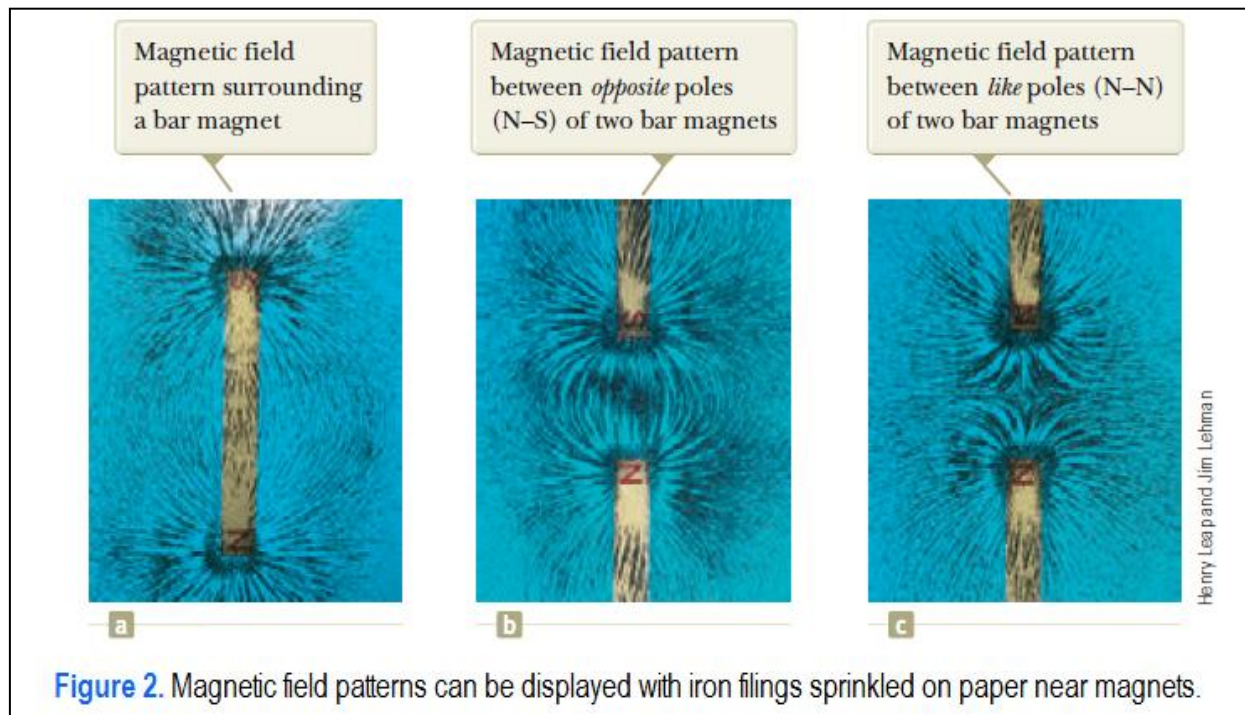 Magnetic field
pattern surrounding
a bar magnet
Magnetic field pattern
between opposite poles
(N–S) of two bar magnets
Magnetic field pattern
between like poles (N–N)
of two bar magnets
S
N
S
N
N
N
Henry Leap and Jim Lehman
a
b
c
Figure 2. Magnetic field patterns can be displayed with iron filings sprinkled on paper near magnets.